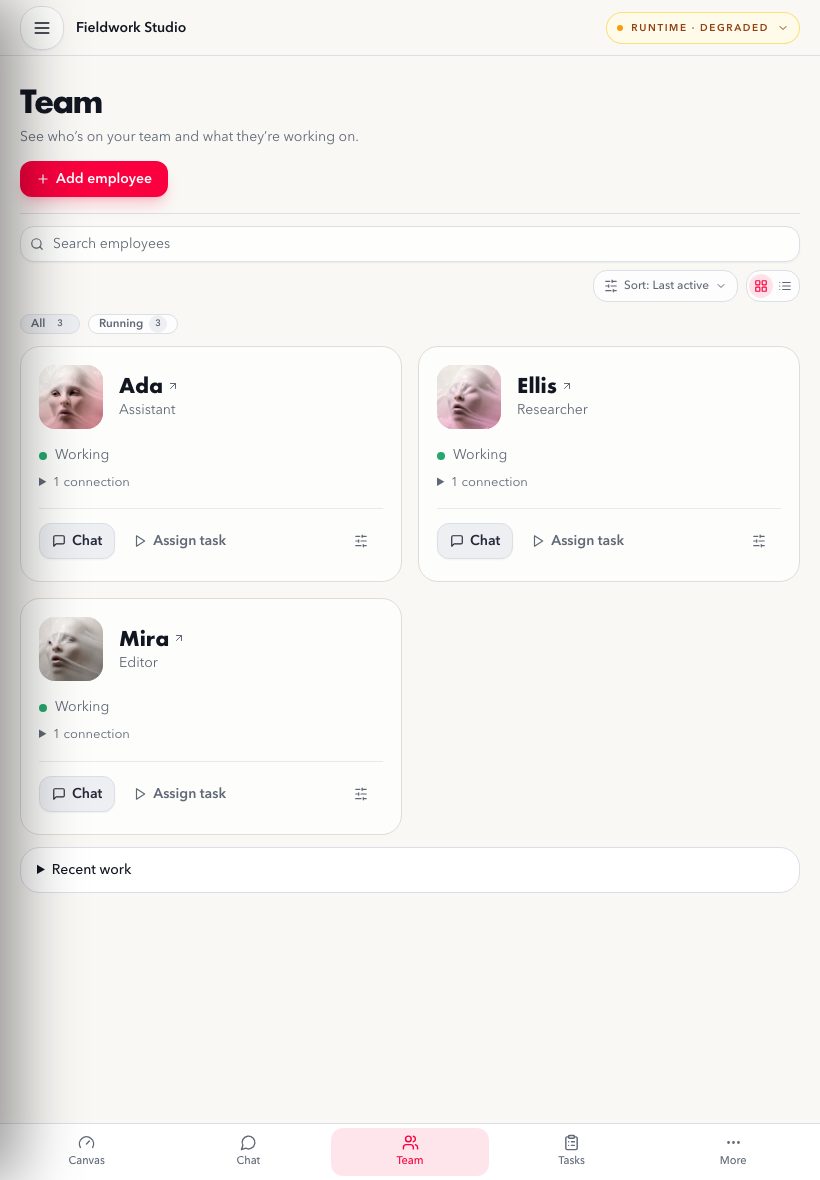 Fieldwork Studio
RUNTIME · DEGRADED
Team
See who's on your team and what they're working on.
Add employee
Search employees
Sort: Last active
All 3
Running 3
Ada
Assistant
Working
1 connection
Chat
Assign task
Ellis
Researcher
Working
1 connection
Chat
Assign task
Mira
Editor
Working
1 connection
Chat
Assign task
Recent work
Canvas
Chat
Team
Tasks
More